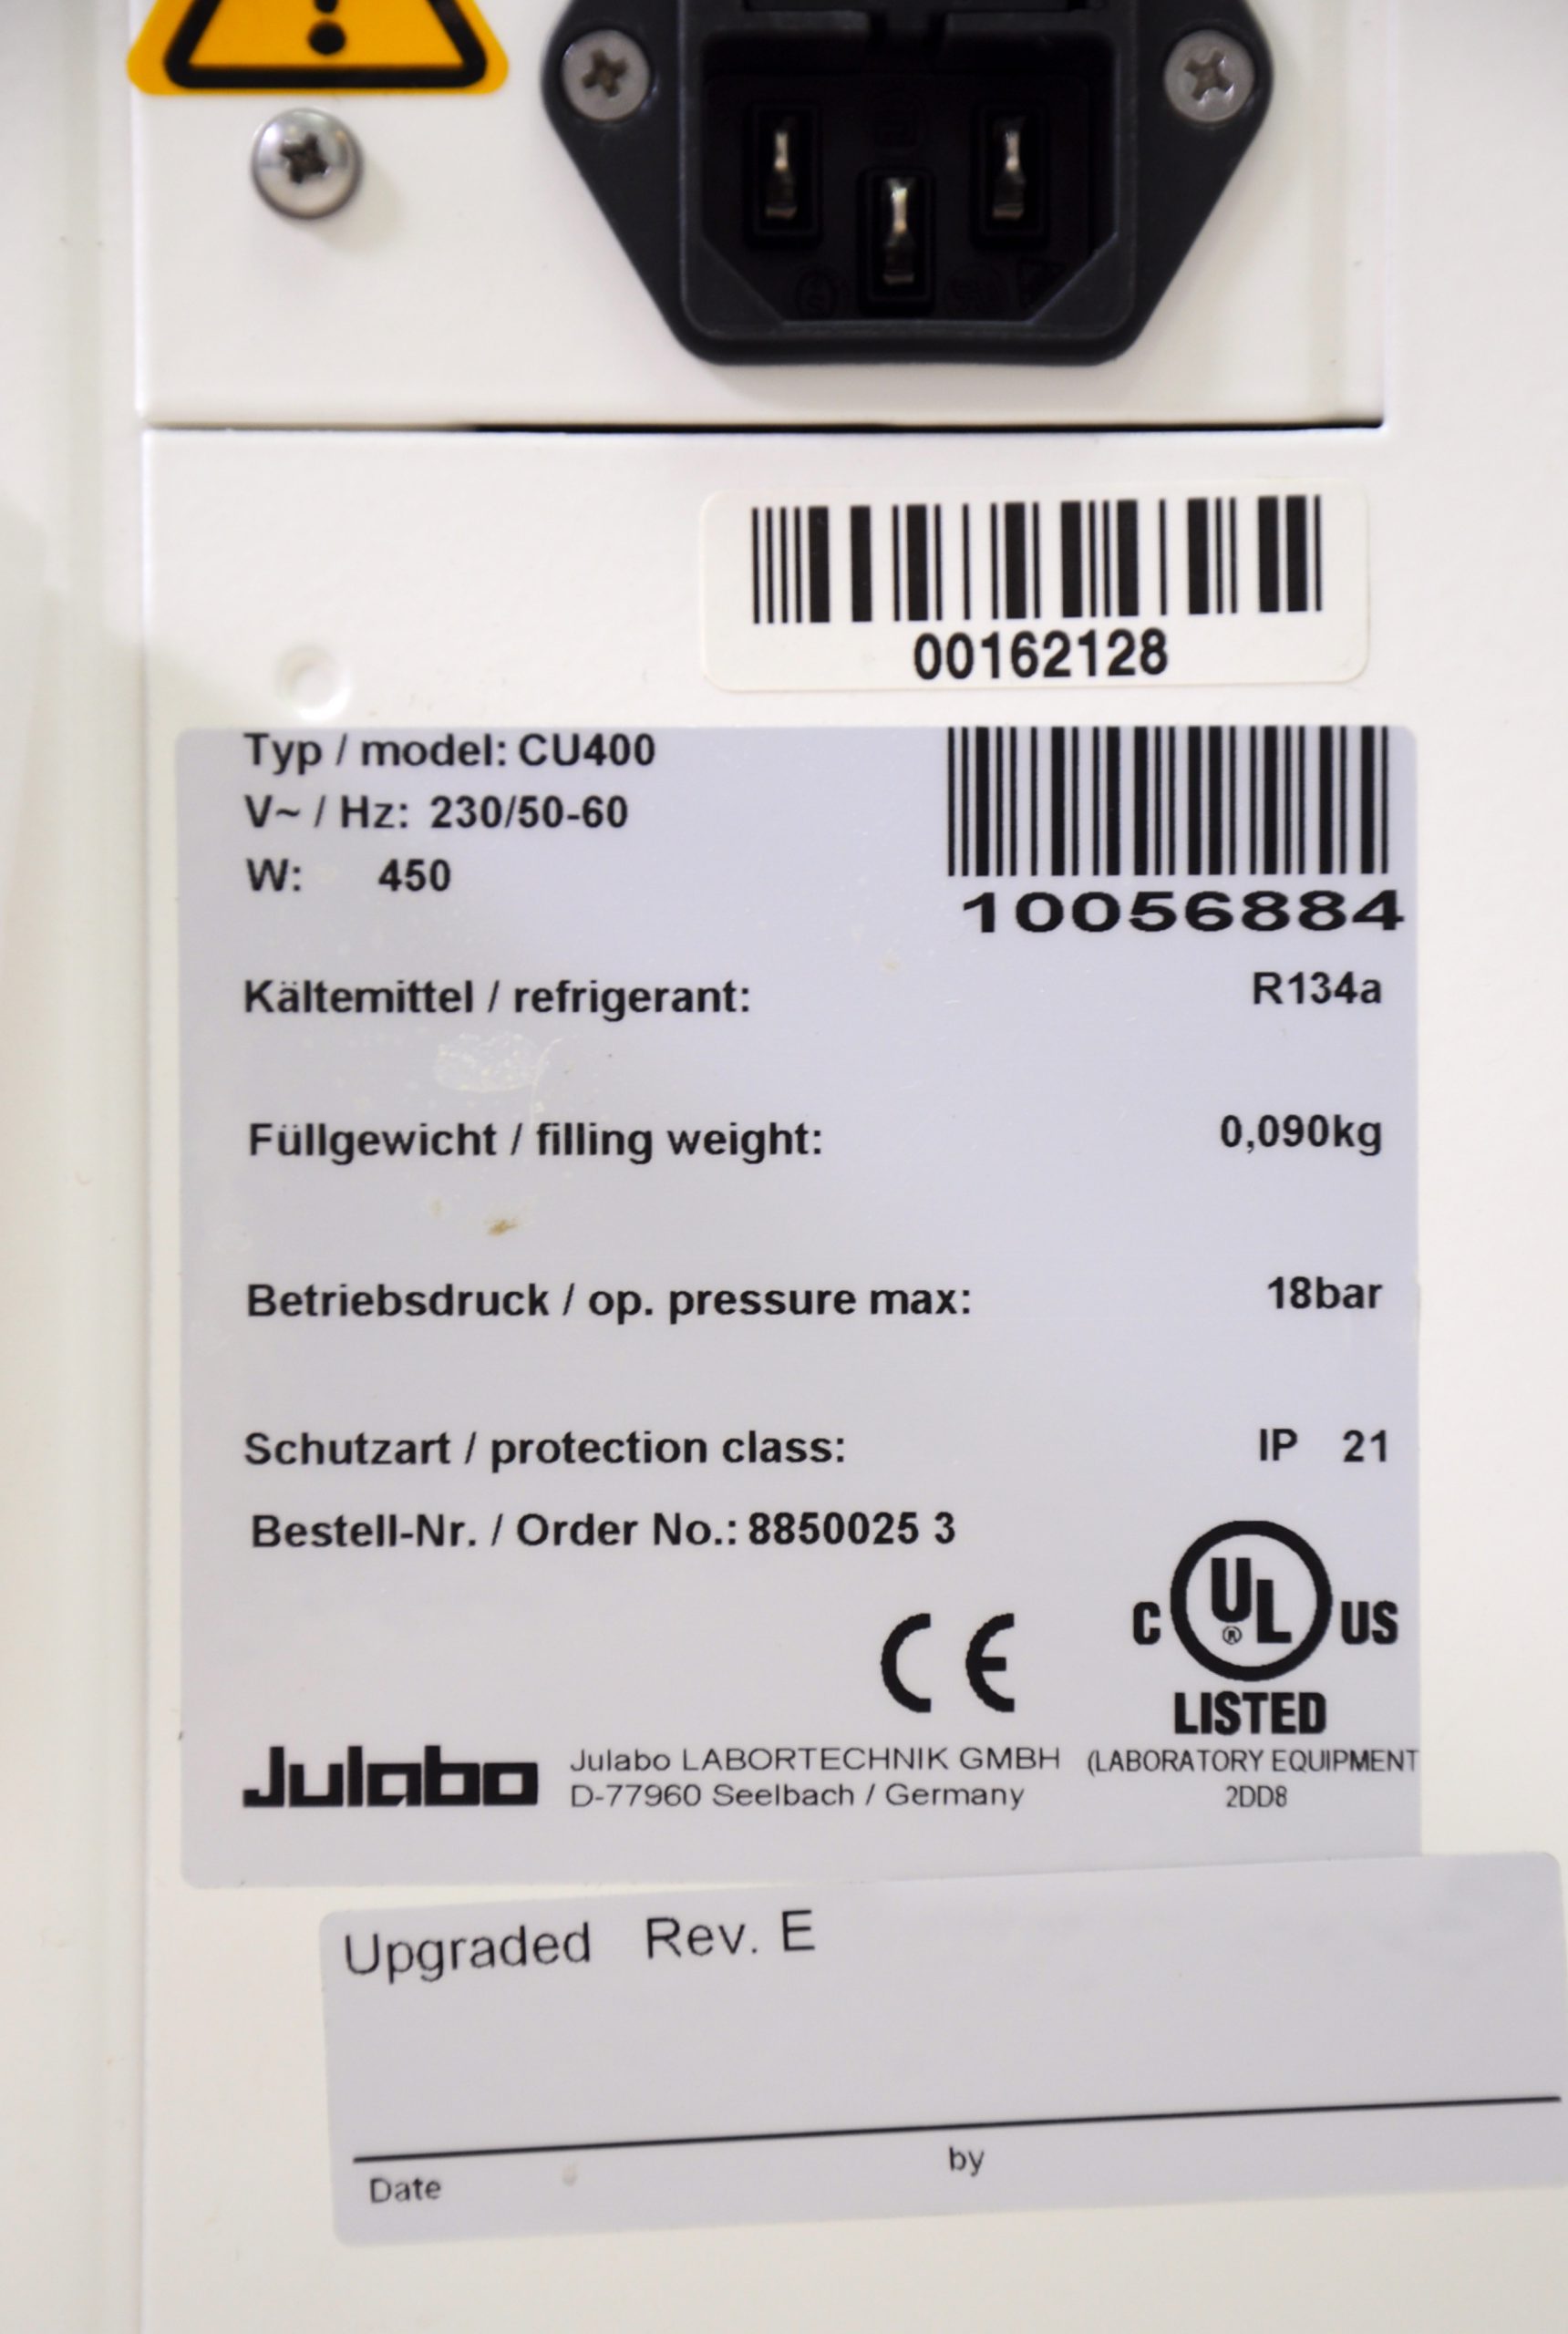 00162128
Typ / model: CU400
V~ / Hz: 230/50-60
W: 450
10056884
Kältemittel / refrigerant: R134a
Füllgewicht / filling weight: 0,090kg
Betriebsdruck / op. pressure max: 18bar
Schutzart / protection class: IP 21
Bestell-Nr. / Order No.: 8850025 3
CE
C UL ® US
LISTED
Julabo
Julabo LABORTECHNIK GMBH
D-77960 Seelbach / Germany
(LABORATORY EQUIPMENT
2DD8
Upgraded Rev. E
Date by